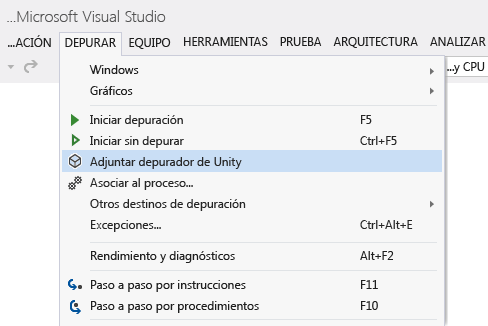 ...Microsoft Visual Studio
...ACIÓN DEPURAR EQUIPO HERRAMIENTAS PRUEBA ARQUITECTURA ANALIZAR
...y CPU
Windows
Gráficos
Iniciar depuración F5
Iniciar sin depurar Ctrl+F5
Adjuntar depurador de Unity
Asociar al proceso...
Otros destinos de depuración
Excepciones... Ctrl+Alt+E
Rendimiento y diagnósticos Alt+F2
Paso a paso por instrucciones F11
Paso a paso por procedimientos F10